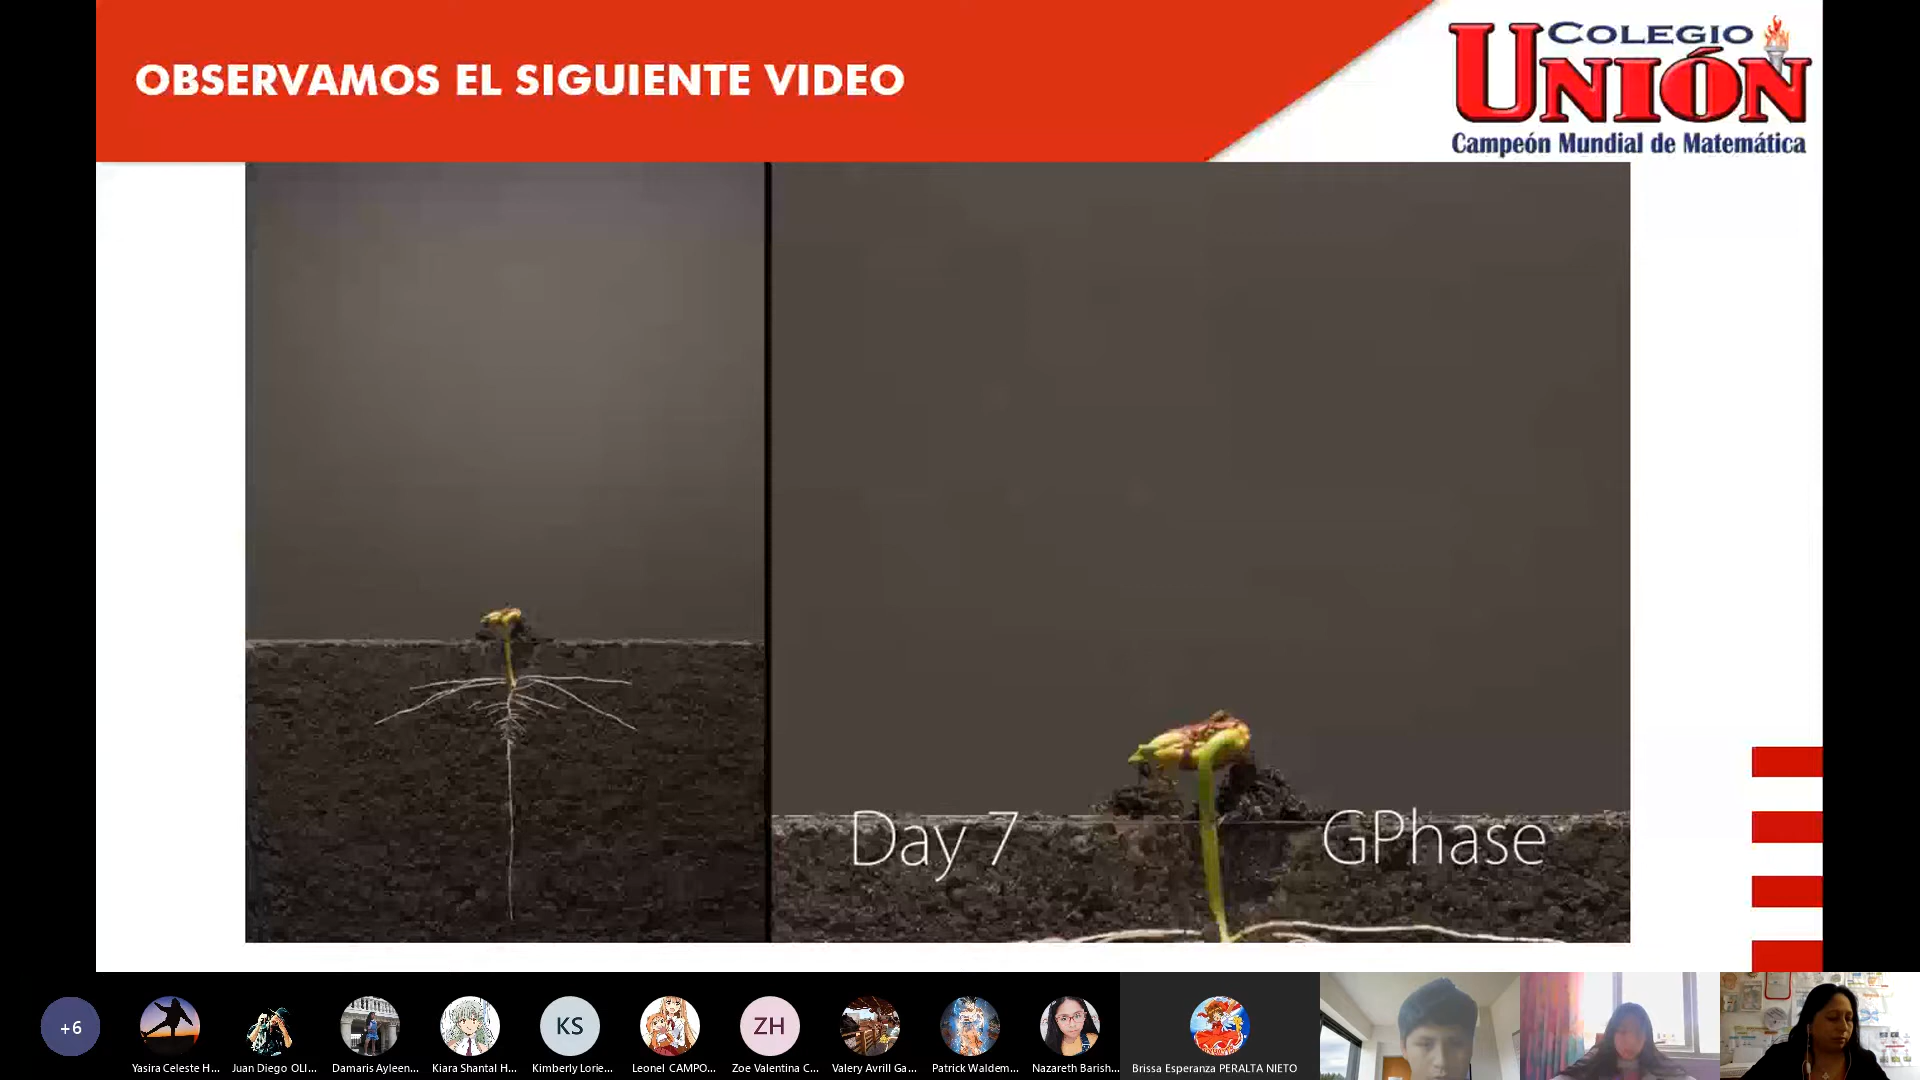 OBSERVAMOS EL SIGUIENTE VIDEO
COLEGIO
UNIÓN
Campeón Mundial de Matemática
Day 7
GPhase
+6
KS
ZH
Yasira Celeste H...
Juan Diego OLI...
Damaris Ayleen...
Kiara Shantal H...
Kimberly Lorie...
Leonel CAMPO...
Zoe Valentina C...
Valery Avrill Ga...
Patrick Waldem...
Nazareth Barish...
Brissa Esperanza PERALTA NIETO